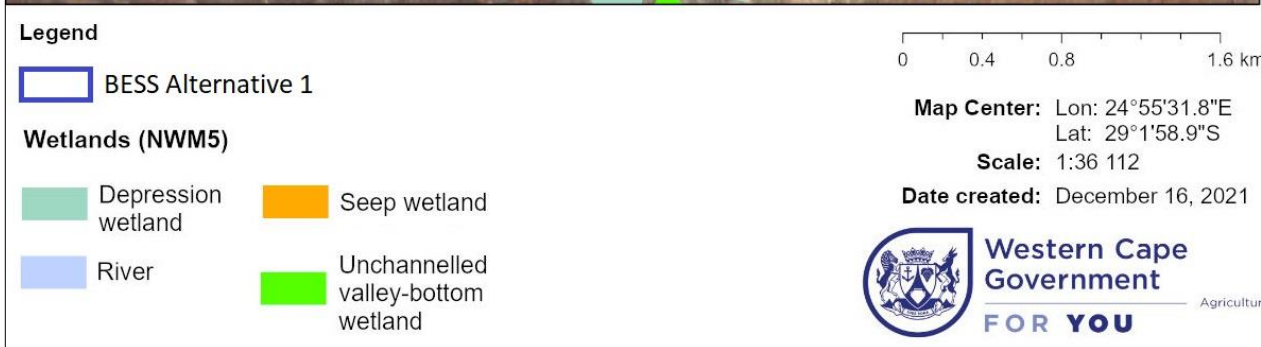 Legend
BESS Alternative 1
Wetlands (NWM5)
Depression
wetland
River
Seep wetland
Unchannelled
valley-bottom
wetland
0 0.4 0.8 1.6 km
Map Center: Lon: 24°55'31.8"E
Lat: 29°1'58.9"S
Scale: 1:36 112
Date created: December 16, 2021
Western Cape
Government
Agricultur
FOR YOU